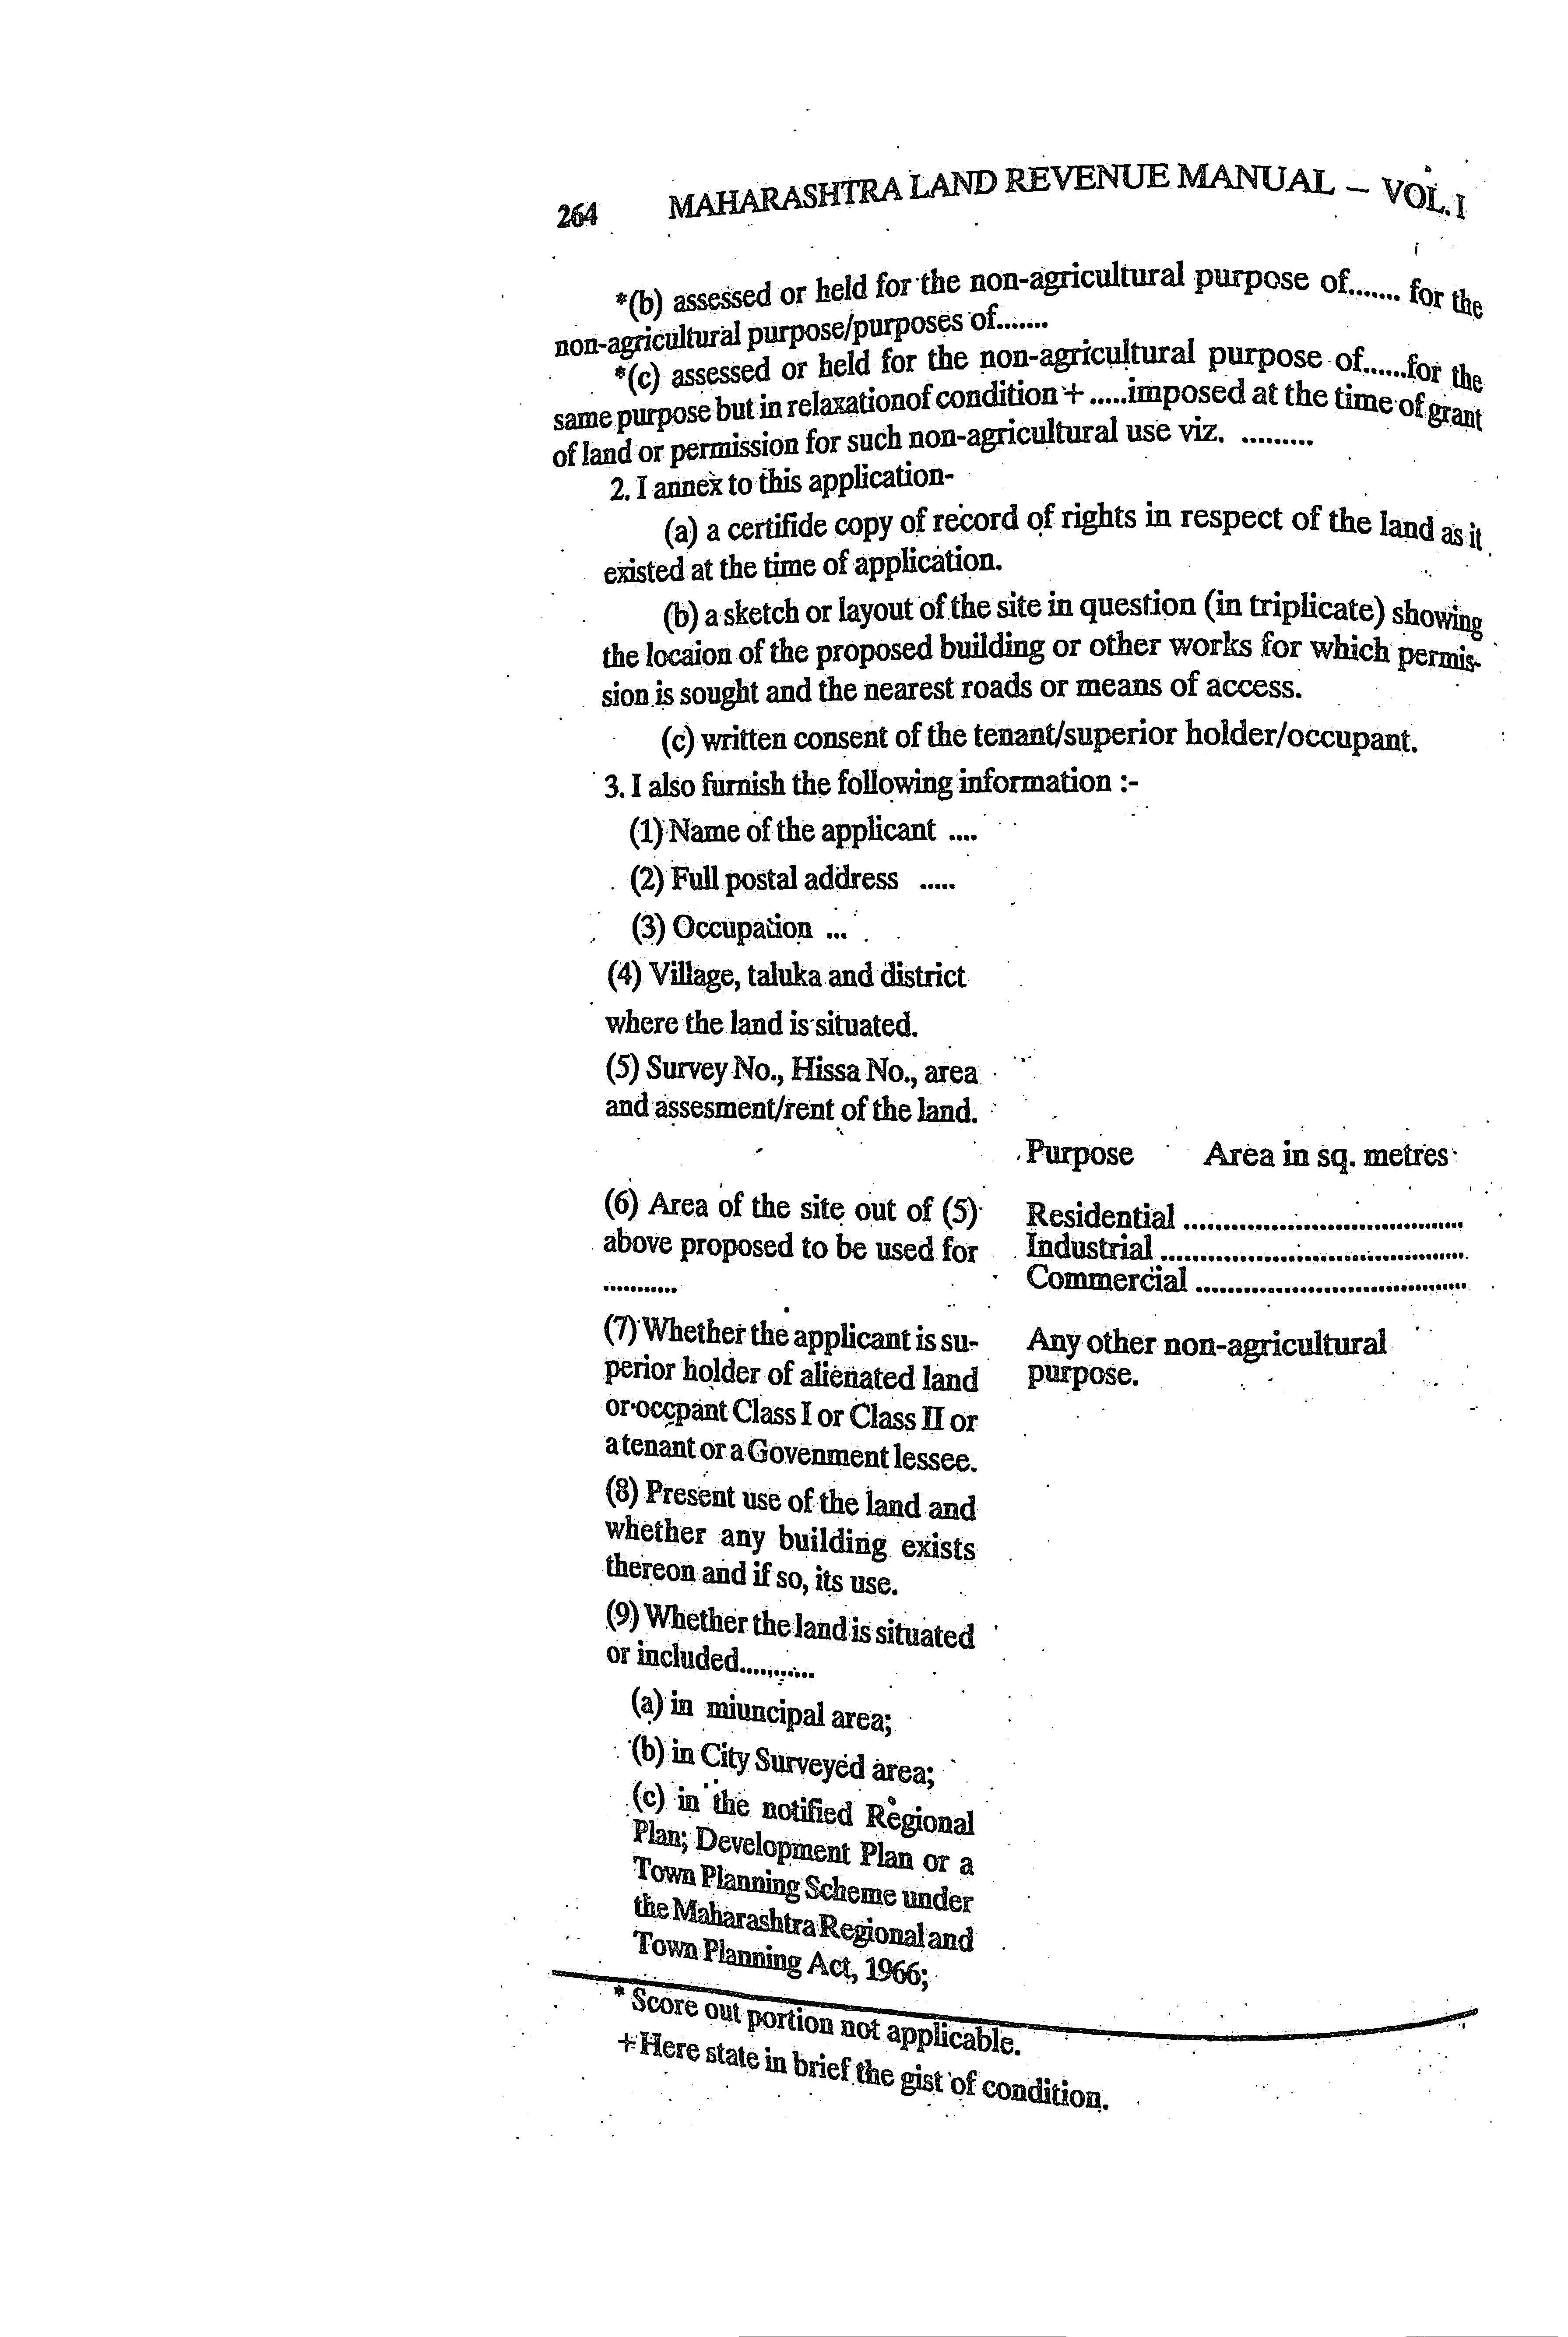 264 MAHARASHTRA LAND REVENUE MANUAL – VOL. I
*(b) assessed or held for the non-agricultural purpose of....... for the
non-agricultural purpose/purposes of.......
*(c) assessed or held for the non-agricultural purpose of......for the
same purpose but in relaxationof condition + .....imposed at the time of grant
of land or permission for such non-agricultural use viz. .........
2. I annex to this application-
(a) a certifide copy of record of rights in respect of the land as it
existed at the time of application.
(b) a sketch or layout of the site in question (in triplicate) showing
the locaion of the proposed building or other works for which permis-
sion is sought and the nearest roads or means of access.
(c) written consent of the tenant/superior holder/occupant.
3. I also furnish the following information :-
(1) Name of the applicant ....
(2) Full postal address .....
(3) Occupation ...
(4) Village, taluka and district
where the land is situated.
(5) Survey No., Hissa No., area
and assesment/rent of the land.
Purpose Area in sq. metres
(6) Area of the site out of (5)
above proposed to be used for
...........
Residential ...................................
Industrial ......................................
Commercial ..................................
(7) Whether the applicant is su-
perior holder of alienated land
or occpant Class I or Class II or
a tenant or a Govenment lessee.
Any other non-agricultural
purpose.
(8) Present use of the land and
whether any building exists
thereon and if so, its use.
(9) Whether the land is situated
or included...........
(a) in miuncipal area;
(b) in City Surveyed area;
(c) in the notified Regional
Plan; Development Plan or a
Town Planning Scheme under
the Maharashtra Regional and
Town Planning Act, 1966;
* Score out portion not applicable.
+ Here state in brief the gist of condition.